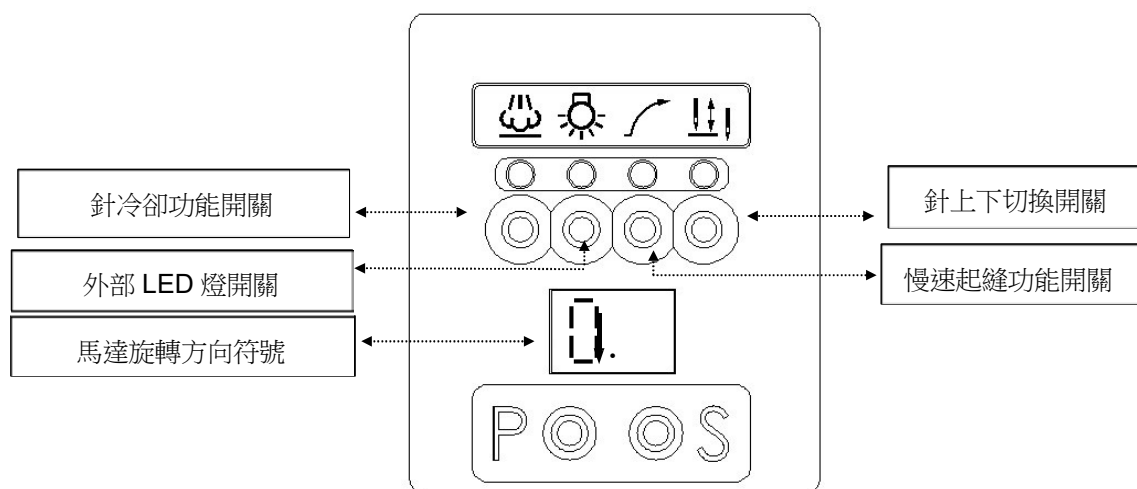 針冷卻功能開關
針上下切換開關
外部 LED 燈開關
慢速起縫功能開關
馬達旋轉方向符號
0.
P S